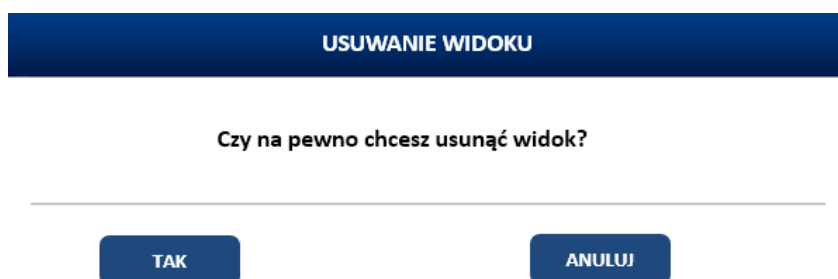 USUWANIE WIDOKU
Czy na pewno chcesz usunąć widok?
TAK
ANULUJ